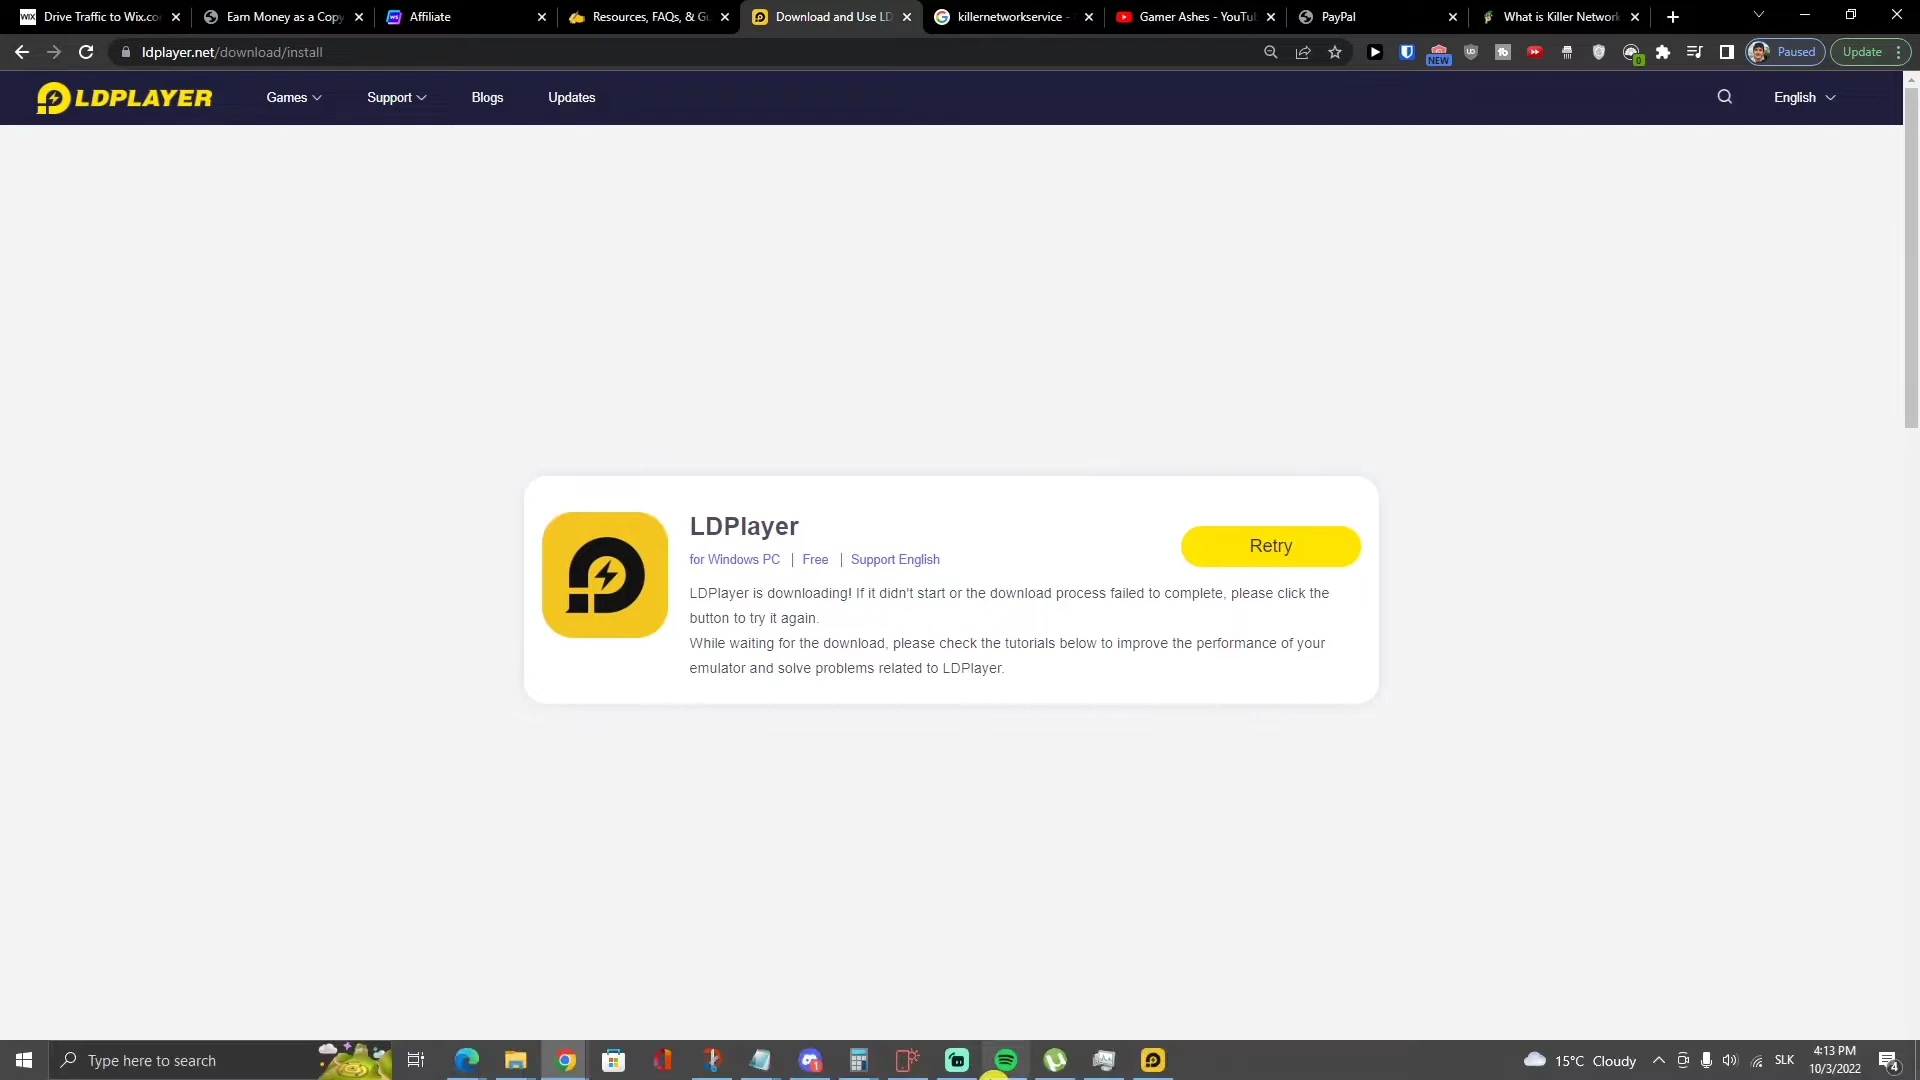 Drive Traffic to Wix.co
Earn Money as a Copy
Affiliate
Resources, FAQs, & Gu
Download and Use LD
killernetworkservice -
Gamer Ashes - YouTu
PayPal
What is Killer Network
ldplayer.net/download/install
NEW
Paused
Update
LDPLAYER
Games
Support
Blogs
Updates
English
LDPlayer
for Windows PC | Free | Support English
Retry
LDPlayer is downloading! If it didn't start or the download process failed to complete, please click the
button to try it again.
While waiting for the download, please check the tutorials below to improve the performance of your
emulator and solve problems related to LDPlayer.
Type here to search
15°C Cloudy
SLK
4:13 PM
10/3/2022
4